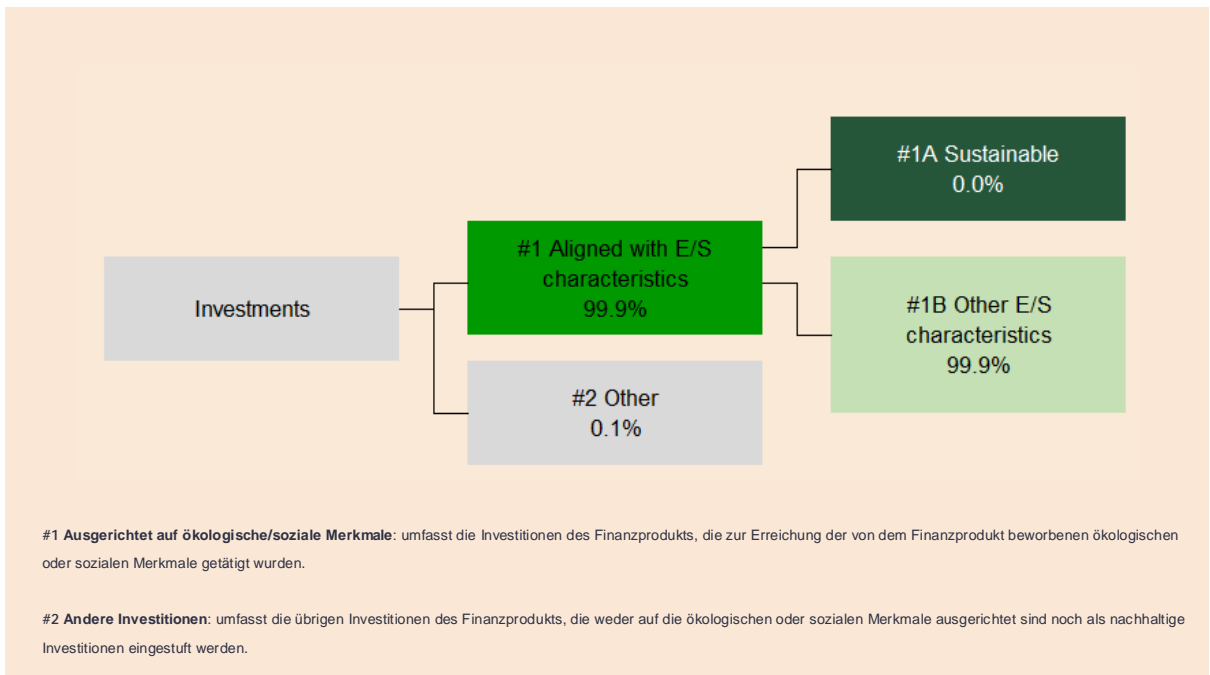 #1A Sustainable
0.0%
#1 Aligned with E/S
characteristics
99.9%
Investments
#1B Other E/S
characteristics
99.9%
#2 Other
0.1%
#1 Ausgerichtet auf ökologische/soziale Merkmale: umfasst die Investitionen des Finanzprodukts, die zur Erreichung der von dem Finanzprodukt beworbenen ökologischen
oder sozialen Merkmale getätigt wurden.
#2 Andere Investitionen: umfasst die übrigen Investitionen des Finanzprodukts, die weder auf die ökologischen oder sozialen Merkmale ausgerichtet sind noch als nachhaltige
Investitionen eingestuft werden.